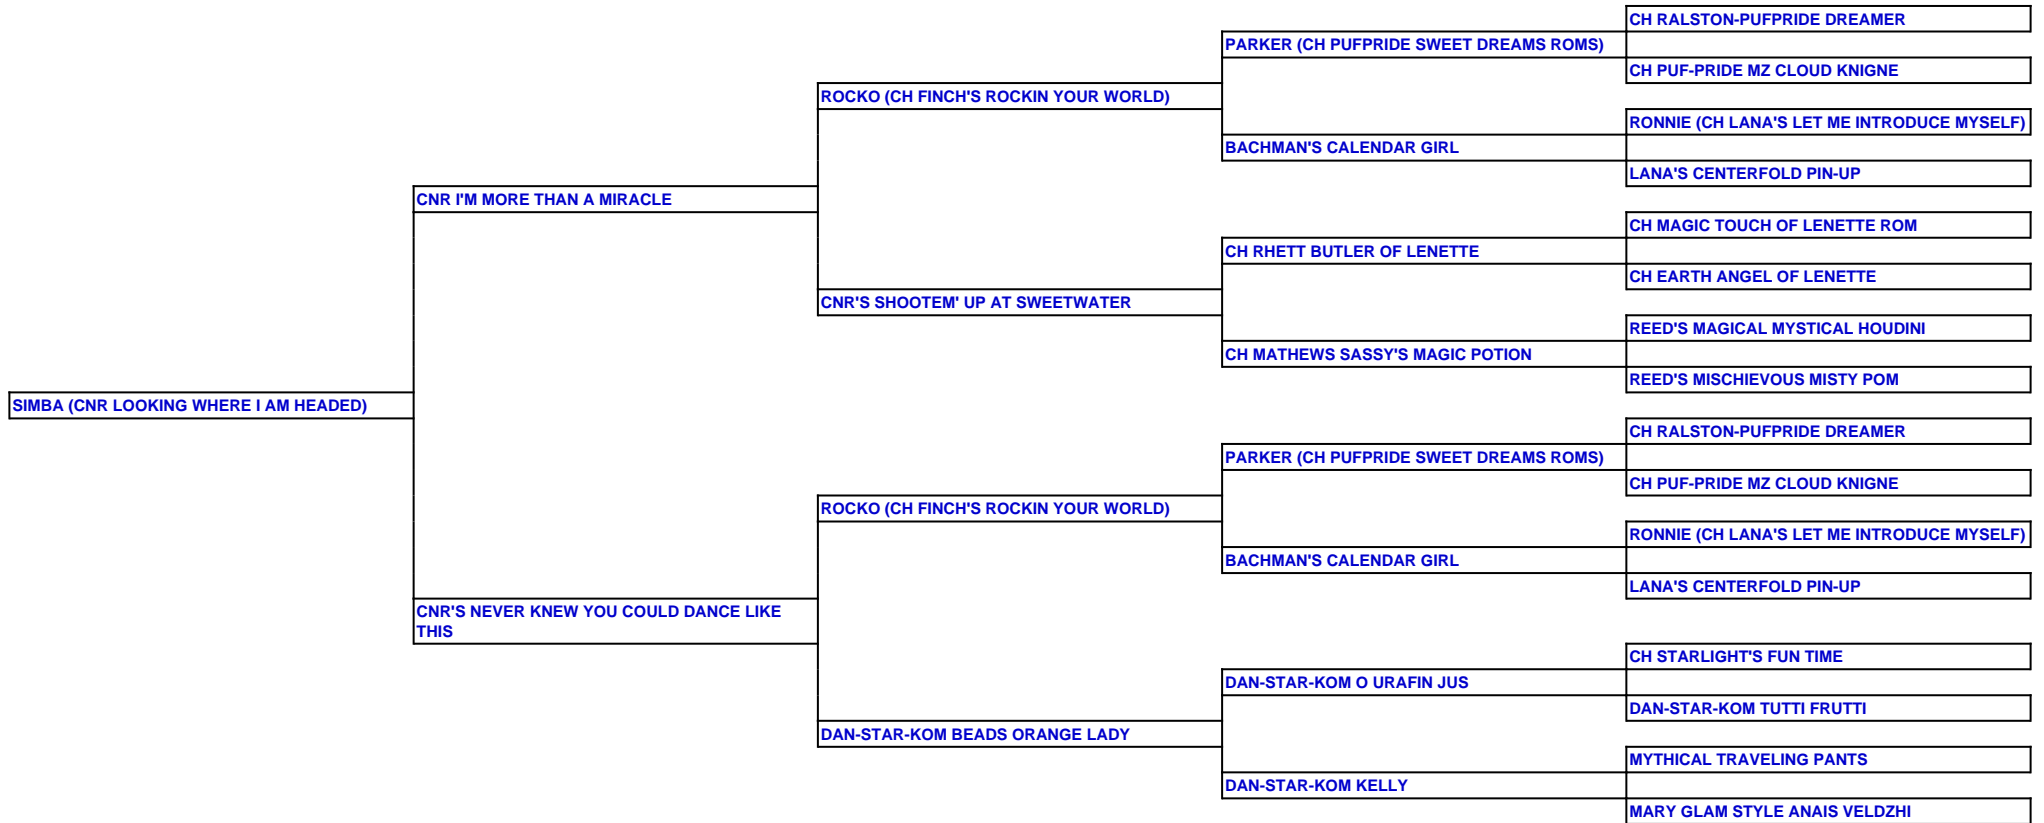 CH RALSTON-PUFPRIDE DREAMER
PARKER (CH PUFPRIDE SWEET DREAMS ROMS)
CH PUF-PRIDE MZ CLOUD KNIGNE
ROCKO (CH FINCH'S ROCKIN YOUR WORLD)
RONNIE (CH LANA'S LET ME INTRODUCE MYSELF)
BACHMAN'S CALENDAR GIRL
LANA'S CENTERFOLD PIN-UP
CNR I'M MORE THAN A MIRACLE
CH MAGIC TOUCH OF LENETTE ROM
CH RHETT BUTLER OF LENETTE
CH EARTH ANGEL OF LENETTE
CNR'S SHOOTEM' UP AT SWEETWATER
REED'S MAGICAL MYSTICAL HOUDINI
CH MATHEWS SASSY'S MAGIC POTION
REED'S MISCHIEVOUS MISTY POM
SIMBA (CNR LOOKING WHERE I AM HEADED)
CH RALSTON-PUFPRIDE DREAMER
PARKER (CH PUFPRIDE SWEET DREAMS ROMS)
CH PUF-PRIDE MZ CLOUD KNIGNE
ROCKO (CH FINCH'S ROCKIN YOUR WORLD)
RONNIE (CH LANA'S LET ME INTRODUCE MYSELF)
BACHMAN'S CALENDAR GIRL
LANA'S CENTERFOLD PIN-UP
CNR'S NEVER KNEW YOU COULD DANCE LIKE
THIS
CH STARLIGHT'S FUN TIME
DAN-STAR-KOM O URAFIN JUS
DAN-STAR-KOM TUTTI FRUTTI
DAN-STAR-KOM BEADS ORANGE LADY
MYTHICAL TRAVELING PANTS
DAN-STAR-KOM KELLY
MARY GLAM STYLE ANAIS VELDZHI